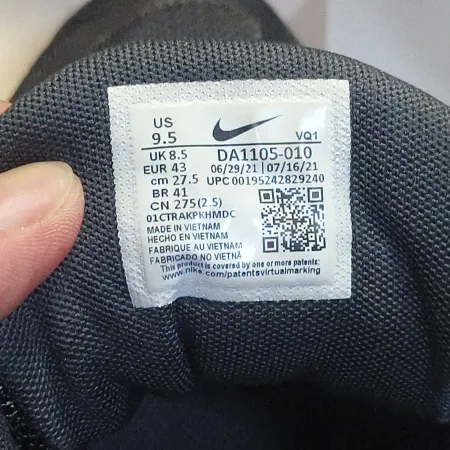 US
9.5
VQ1
UK 8.5
DA1105-010
EUR 43
06/29/21 | 07/16/21
cm 27.5
UPC 00195242829240
BR 41
CN 275(2.5)
01CTRAKPKHMDC
MADE IN VIETNAM
HECHO EN VIETNAM
FABRIQUE AU VIETNAM
FABRICADO NO VIETNÃ
This product is covered by one or more patents:
www.nike.com/patentsvirtualmarking